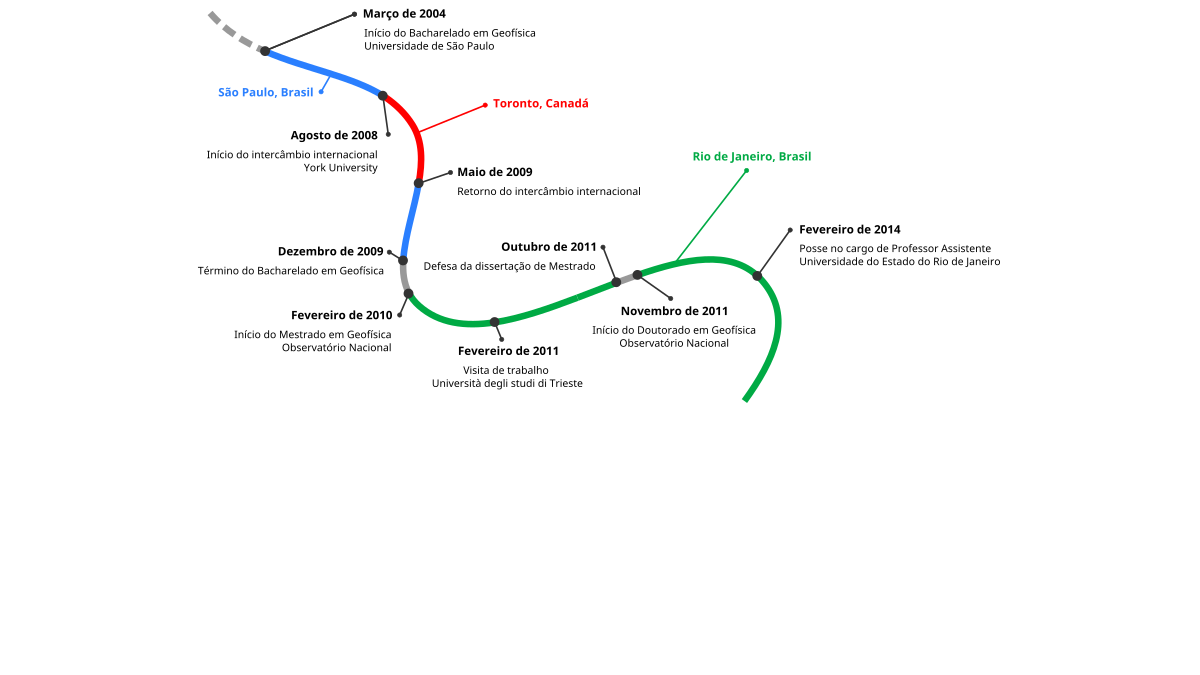 Março de 2004
Início do Bacharelado em Geofísica
Universidade de São Paulo
São Paulo, Brasil
Toronto, Canadá
Agosto de 2008
Início do intercâmbio internacional
York University
Maio de 2009
Retorno do intercâmbio internacional
Rio de Janeiro, Brasil
Dezembro de 2009
Término do Bacharelado em Geofísica
Outubro de 2011
Defesa da dissertação de Mestrado
Fevereiro de 2014
Posse no cargo de Professor Assistente
Universidade do Estado do Rio de Janeiro
Fevereiro de 2010
Início do Mestrado em Geofísica
Observatório Nacional
Novembro de 2011
Início do Doutorado em Geofísica
Observatório Nacional
Fevereiro de 2011
Visita de trabalho
Università degli studi di Trieste